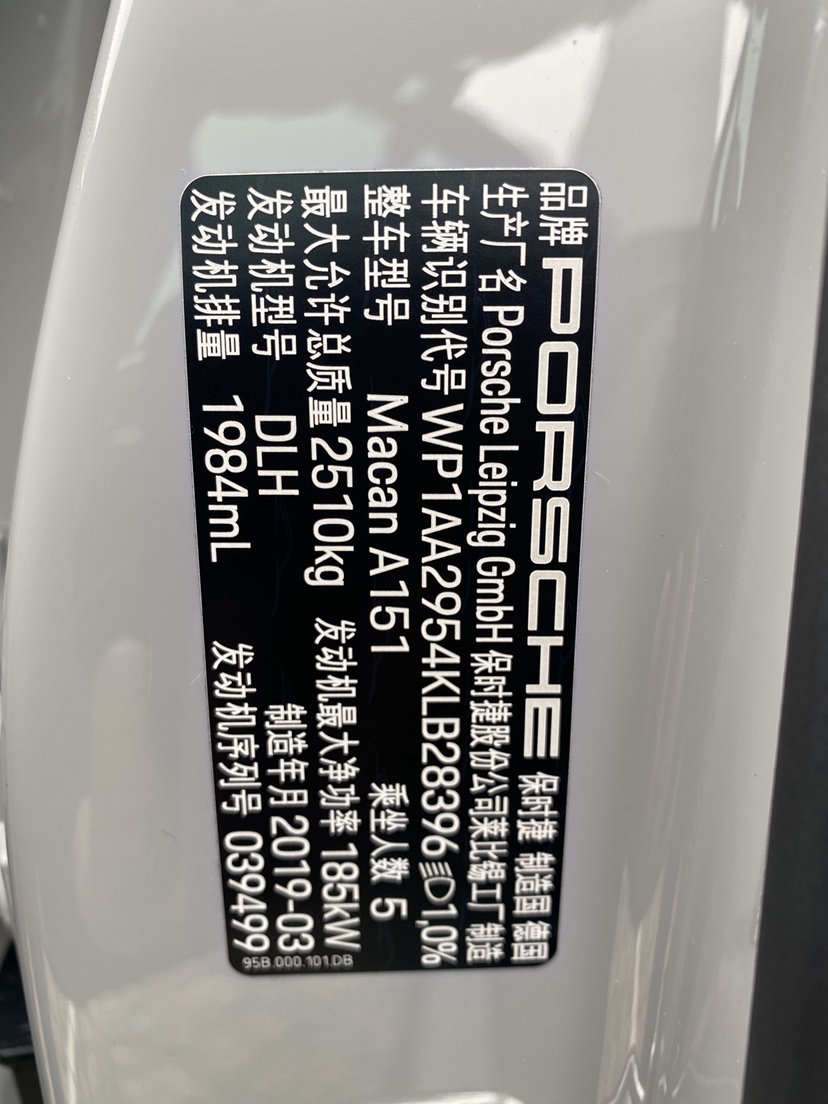 品牌 PORSCHE 保时捷 制造国 德国
生产厂名 Porsche Leipzig GmbH 保时捷股份公司莱比锡工厂 制造
车辆识别代号 WP1AA2954KLB28396 1,0%
整车型号 Macan A151 乘坐人数 5
最大允许总质量 2510kg 发动机最大净功率 185kW
发动机型号 DLH 制造年月 2019-03
发动机排量 1984mL 发动机序列号 039499
95B.000.101.DB